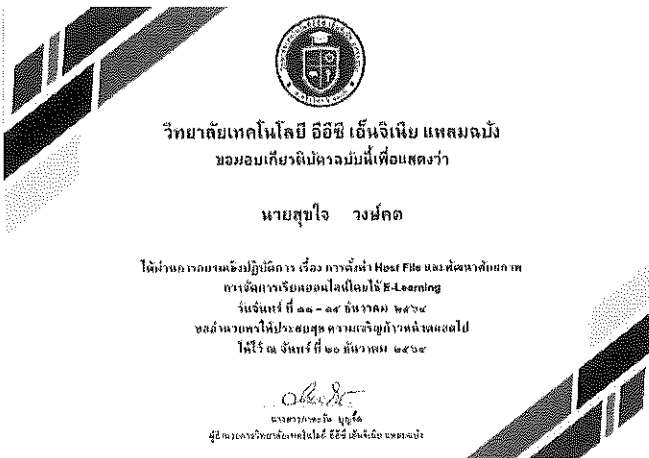 วิทยาลัยเทคโนโลยี อีอีซี เอ็นจิเนีย แหลมฉบัง
ขอมอบเกียรติบัตรฉบับนี้เพื่อแสดงว่า
นายสุขใจ วงษ์คต
ได้ผ่านการอบรมเชิงปฏิบัติการ เรื่อง การตั้งค่า Host File และพัฒนาศักยภาพ
การจัดการเรียนออนไลน์โดยใช้ E-Learning
วันจันทร์ ที่ ธันวาคม ๒๕๖๔
ขออำนวยพรให้ประสบสุข ความเจริญก้าวหน้าตลอดไป
ให้ไว้ ณ จันทร์ ที่ ๒๐ ธันวาคม ๒๕๖๔
ผู้อำนวยการวิทยาลัยเทคโนโลยี อีอีซี เอ็นจิเนีย แหลมฉบัง